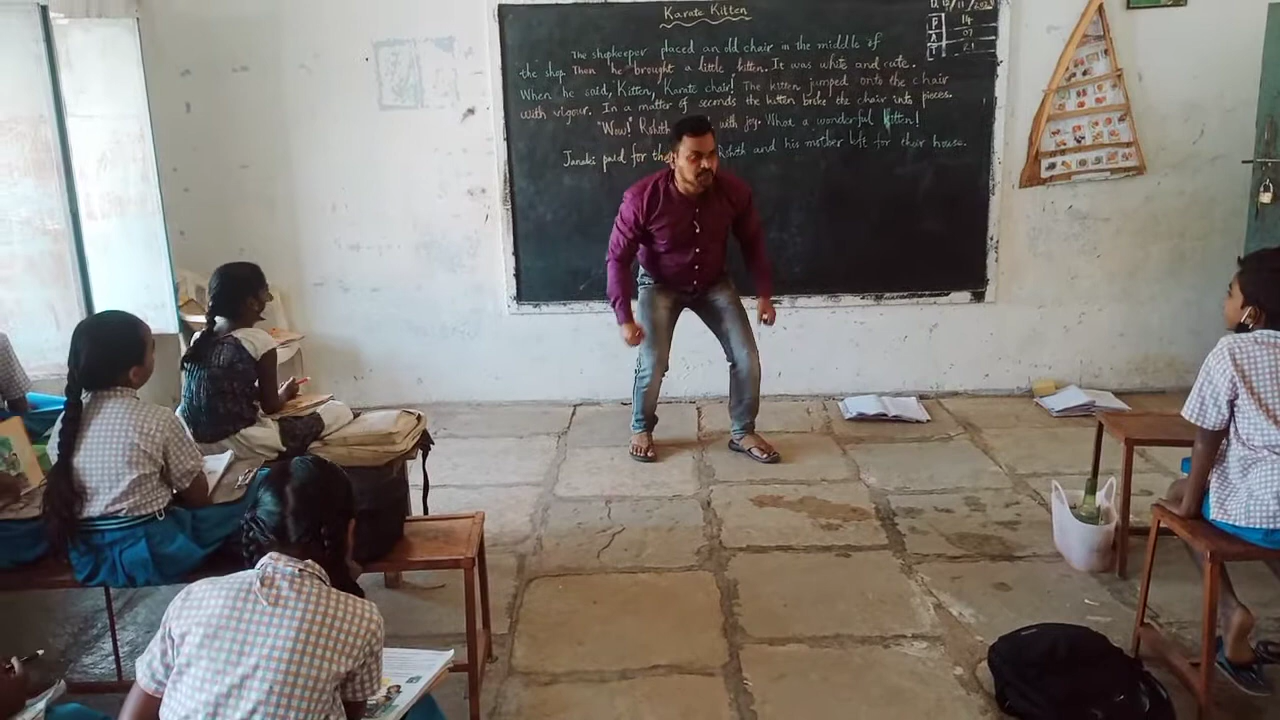 Karate Kitten
The shopkeeper placed an old chair in the middle of
the shop. Then he brought a little kitten. It was white and cute.
When he said, Kitten, Karate chair! The kitten jumped onto the chair
with vigour. In a matter of seconds the kitten broke the chair into pieces.
"Wow!" Rohith with joy. What a wonderful kitten!
Janaki paid for the Rohith and his mother left for their house.
P 14
A 07
T 21